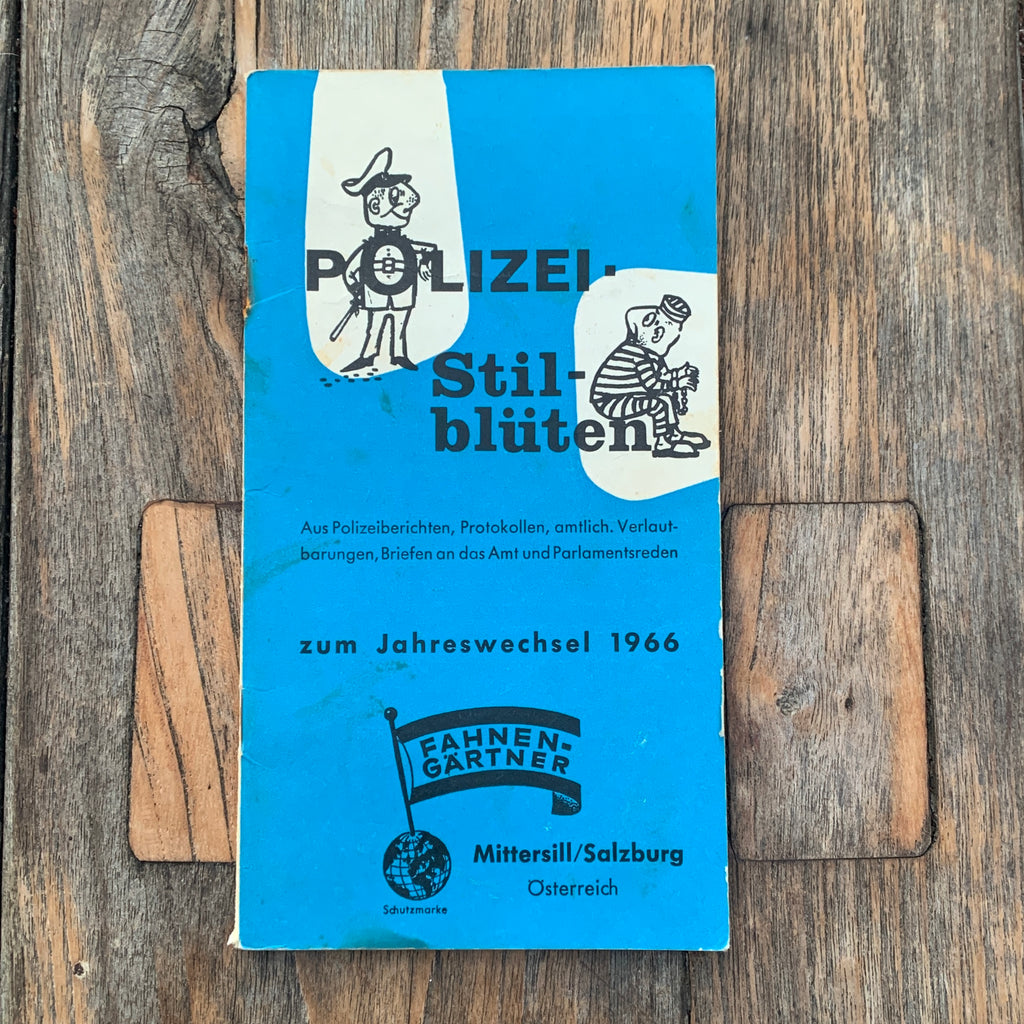 POLIZEI-
Stil-
blüten
Aus Polizeiberichten, Protokollen, amtlich. Verlaut-
barungen, Briefen an das Amt und Parlamentsreden
zum Jahreswechsel 1966
FAHNEN-
GÄRTNER
Mittersill/Salzburg
Österreich
Schutzmarke